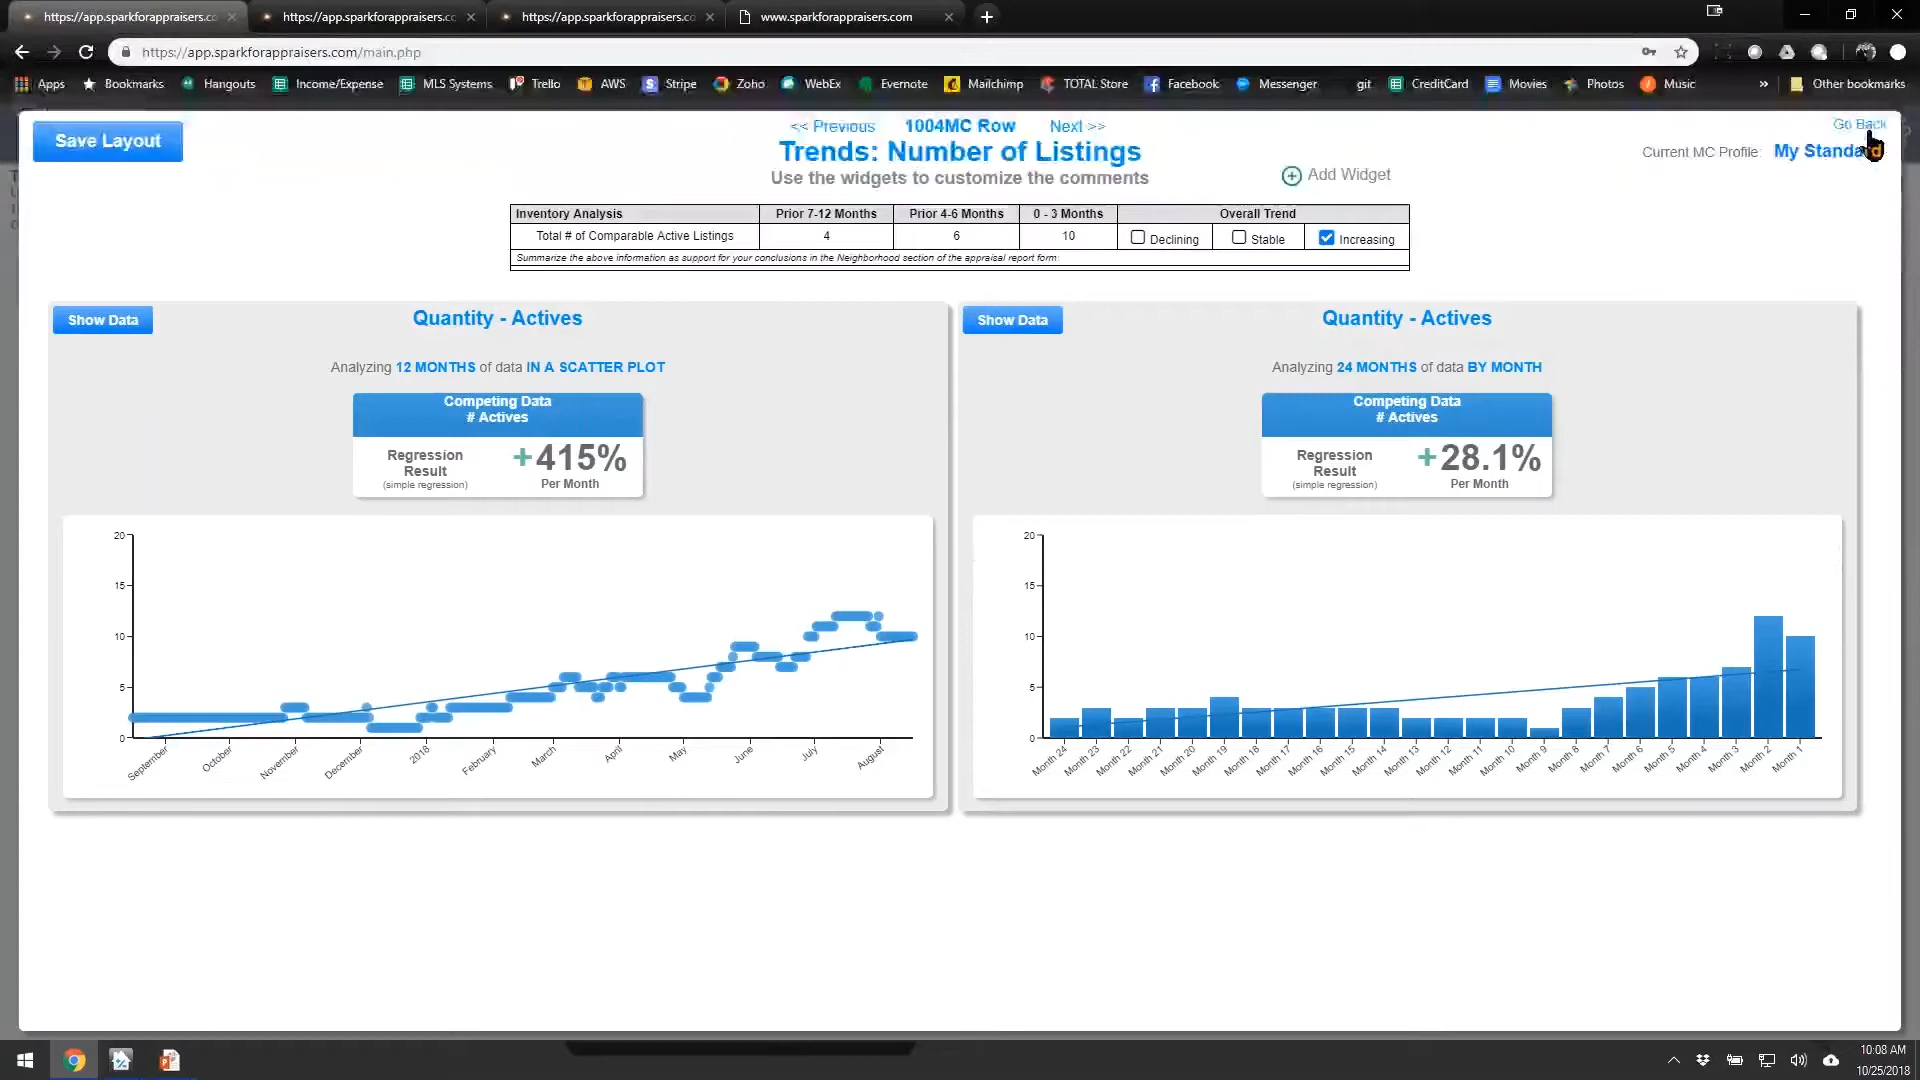 https://app.sparkforappraisers.co
https://app.sparkforappraisers.cc
https://app.sparkforappraisers.co
www.sparkforappraisers.com
https://app.sparkforappraisers.com/main.php
Apps Bookmarks Hangouts Income/Expense MLS Systems Trello AWS Stripe Zoho WebEx Evernote Mailchimp TOTAL Store Facebook Messenger git CreditCard Movies Photos Music » Other bookmarks
Save Layout
<< Previous 1004MC Row Next >>
Go Back
Trends: Number of Listings
Current MC Profile: My Standard
Use the widgets to customize the comments
Add Widget
Inventory Analysis Prior 7-12 Months Prior 4-6 Months 0 - 3 Months Overall Trend
Total # of Comparable Active Listings 4 6 10 Declining Stable Increasing
Summarize the above information as support for your conclusions in the Neighborhood section of the appraisal report form:
Show Data
Quantity - Actives
Analyzing 12 MONTHS of data IN A SCATTER PLOT
Competing Data
# Actives
Regression
Result
(simple regression)
+415%
Per Month
20
15
10
5
0
September October November December 2018 February March April May June July August
Show Data
Quantity - Actives
Analyzing 24 MONTHS of data BY MONTH
Competing Data
# Actives
Regression
Result
(simple regression)
+28.1%
Per Month
20
15
10
5
0
Month 24 Month 23 Month 22 Month 21 Month 20 Month 19 Month 18 Month 17 Month 16 Month 15 Month 14 Month 13 Month 12 Month 11 Month 10 Month 9 Month 8 Month 7 Month 6 Month 5 Month 4 Month 3 Month 2 Month 1
10:08 AM
10/25/2018